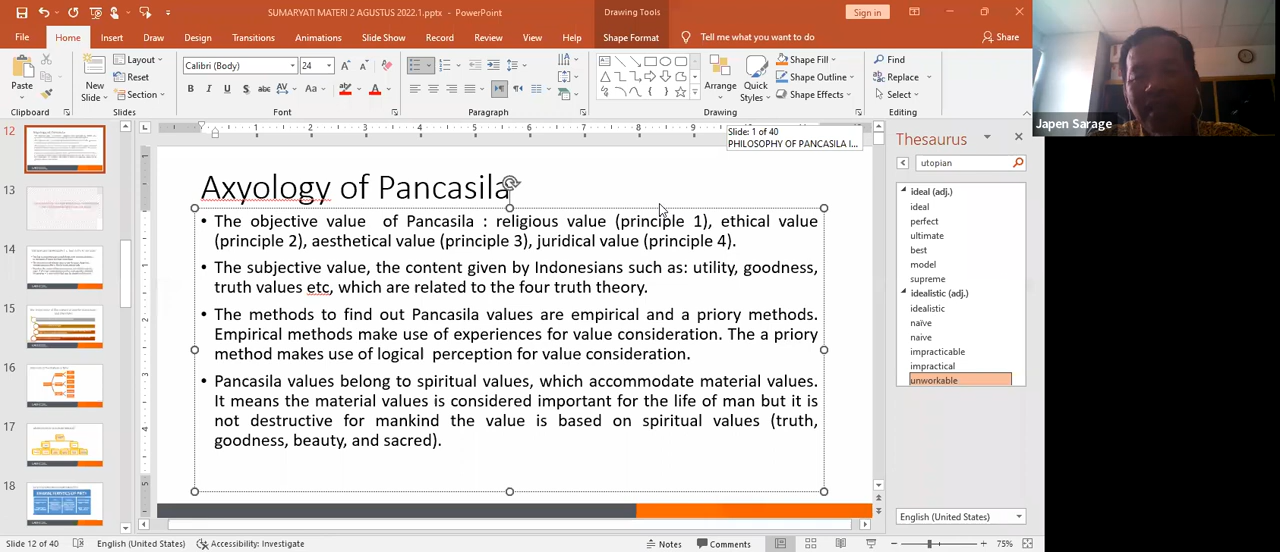 SUMARYATI MATERI 2 AGUSTUS 2022.1.pptx - PowerPoint
Drawing Tools
Sign in
File Home Insert Draw Design Transitions Animations Slide Show Review View Help Shape Format Tell me what you want to do Share
Paste
Clipboard
New Slide
Layout
Reset
Section
Slides
Calibri (Body) 24
B I U S abc AV Aa
Font
Paragraph
Arrange
Quick Styles
Shape Fill
Shape Outline
Shape Effects
Drawing
Find
Replace
Select
Editing
Japen Sarage
12
13
14
15
16
17
18
Slide: 1 of 40
PHILOSOPHY OF PANCASILA I...
Axyology of Pancasila
• The objective value of Pancasila : religious value (principle 1), ethical value
(principle 2), aesthetical value (principle 3), juridical value (principle 4).
• The subjective value, the content given by Indonesians such as: utility, goodness,
truth values etc, which are related to the four truth theory.
• The methods to find out Pancasila values are empirical and a priory methods.
Empirical methods make use of experiences for value consideration. The a priory
method makes use of logical perception for value consideration.
• Pancasila values belong to spiritual values, which accommodate material values.
It means the material values is considered important for the life of man but it is
not destructive for mankind the value is based on spiritual values (truth,
goodness, beauty, and sacred).
Thesaurus
utopian
ideal (adj.)
ideal
perfect
ultimate
best
model
supreme
idealistic (adj.)
idealistic
naïve
naive
impracticable
impractical
unworkable
English (United States)
Slide 12 of 40 English (United States) Accessibility: Investigate Notes Comments 75%